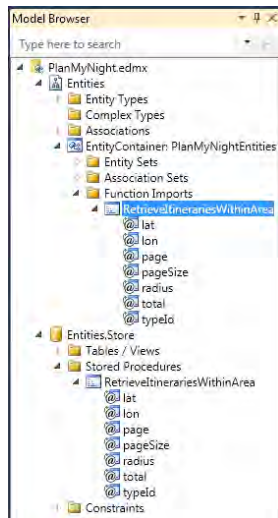 Model Browser
Type here to search
PlanMyNight.edmx
Entities
Entity Types
Complex Types
Associations
EntityContainer: PlanMyNightEntities
Entity Sets
Association Sets
Function Imports
RetrieveItinerariesWithinArea
lat
lon
page
pageSize
radius
total
typeId
Entities.Store
Tables / Views
Stored Procedures
RetrieveItinerariesWithinArea
lat
lon
page
pageSize
radius
total
typeId
Constraints